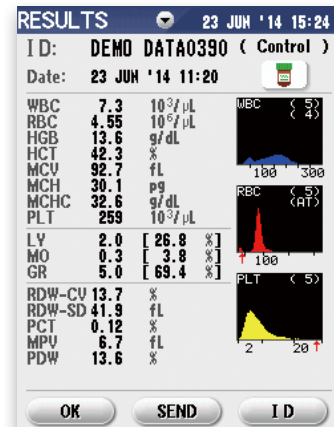 RESULTS 23 JUN '14 15:24
ID: DEMO DATA0390 ( Control )
Date: 23 JUN '14 11:20
WBC 7.3 10³/μL
RBC 4.55 10⁶/μL
HGB 13.6 g/dL
HCT 42.3 %
MCV 92.7 fL
MCH 30.1 pg
MCHC 32.6 g/dL
PLT 259 10³/μL
LY 2.0 [ 26.8 %]
MO 0.3 [ 3.8 %]
GR 5.0 [ 69.4 %]
RDW-CV 13.7 %
RDW-SD 41.9 fL
PCT 0.12 %
MPV 6.7 fL
PDW 13.6 %
WBC ( 5)
( 4)
100 300
RBC ( 5)
(AT)
↑ 100
PLT ( 5)
2 20 ↑
OK SEND ID